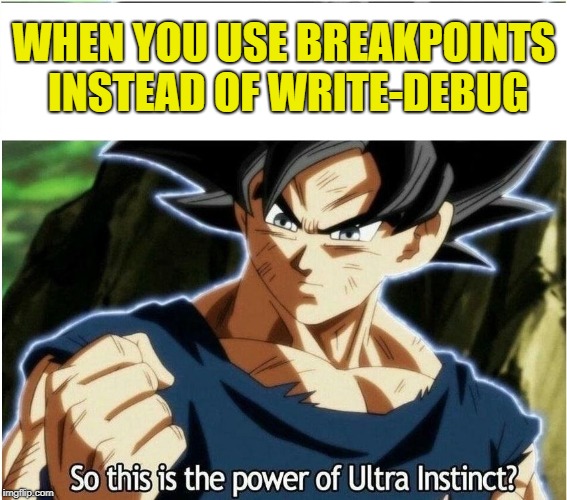 WHEN YOU USE BREAKPOINTS
INSTEAD OF WRITE-DEBUG
So this is the power of Ultra Instinct?
imgflip.com